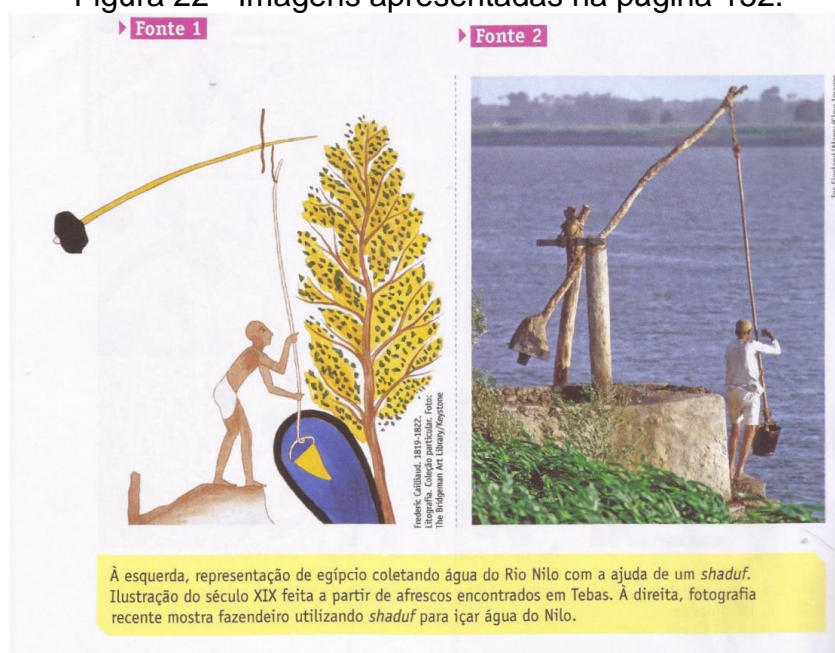 Figura 22 - Imagens apresentadas na página 152.
Fonte 1
Fonte 2
Frederic Cailliaud. 1819-1822.
Litografia. Coleção particular. Foto:
The Bridgeman Art Library/Keystone
À esquerda, representação de egípcio coletando água do Rio Nilo com a ajuda de um shaduf.
Ilustração do século XIX feita a partir de afrescos encontrados em Tebas. À direita, fotografia
recente mostra fazendeiro utilizando shaduf para içar água do Nilo.